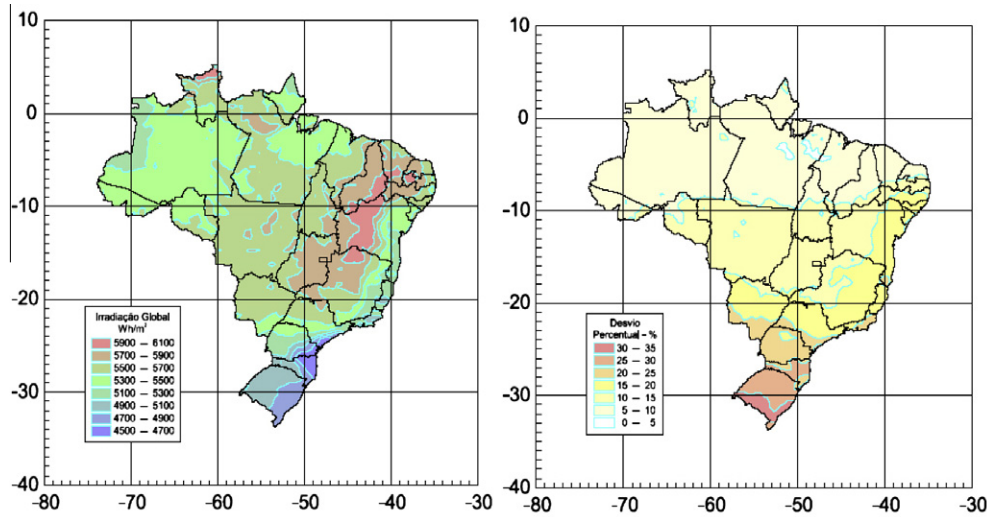 10
0
-10
-20
-30
-40
-80 -70 -60 -50 -40 -30
Irradiação Global
Wh/m²
5900 – 6100
5700 – 5900
5500 – 5700
5300 – 5500
5100 – 5300
4900 – 5100
4700 – 4900
4500 – 4700
10
0
-10
-20
-30
-40
-80 -70 -60 -50 -40 -30
Desvio
Percentual – %
30 – 35
25 – 30
20 – 25
15 – 20
10 – 15
5 – 10
0 – 5